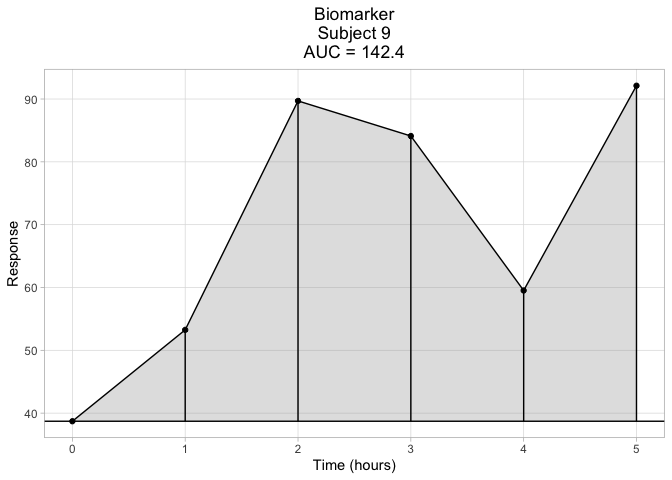 Biomarker
Subject 9
AUC = 142.4
Response
90
80
70
60
50
40
0 1 2 3 4 5
Time (hours)